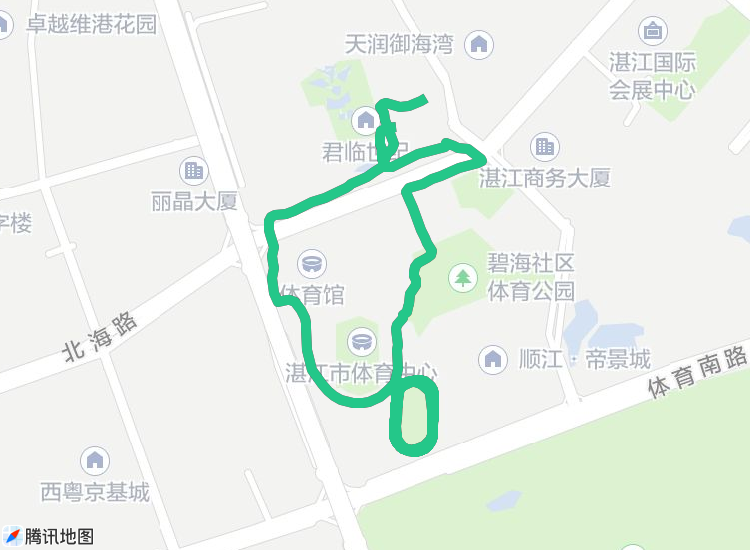 卓越维港花园
天润御海湾
湛江国际
会展中心
君临世纪
湛江商务大厦
丽晶大厦
字楼
碧海社区
体育公园
体育馆
北海路
湛江市体育中心
顺江·帝景城
体育南路
西粤京基城
腾讯地图